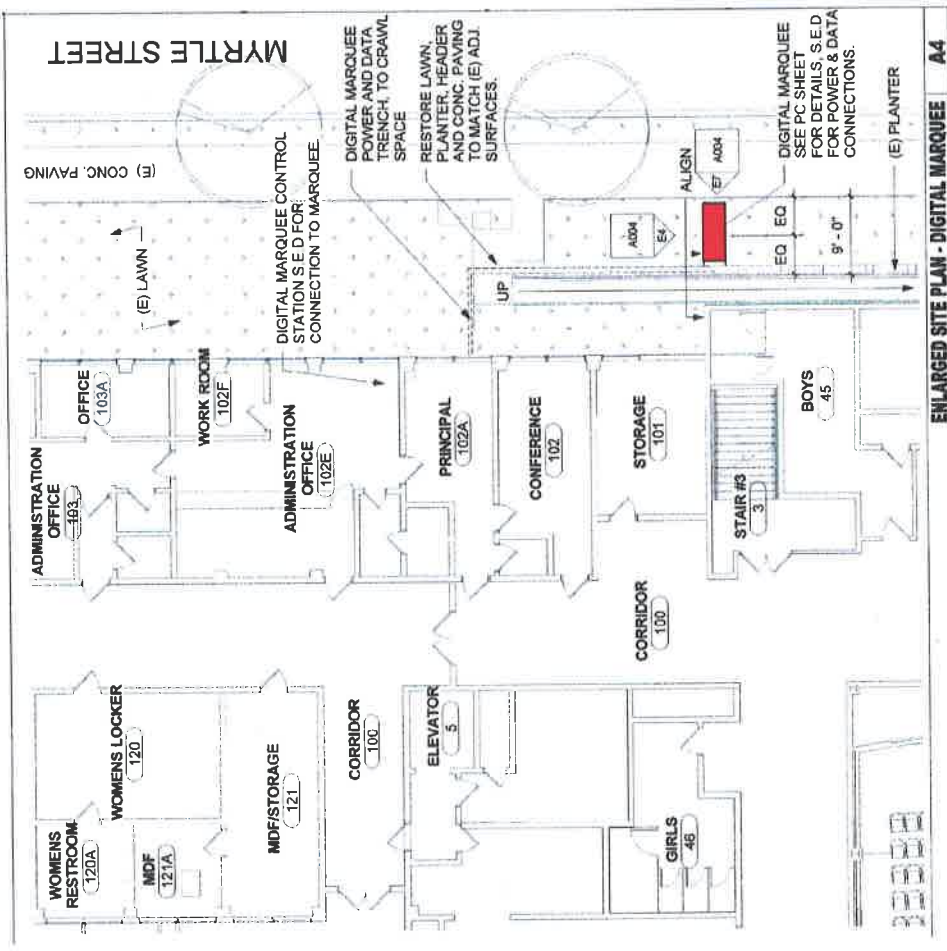 MYRTLE STREET
(E) CONC. PAVING
(E) LAWN
DIGITAL MARQUEE CONTROL
STATION S E D FOR
CONNECTION TO MARQUEE.
DIGITAL MARQUEE
POWER AND DATA
TRENCH, TO CRAWL
SPACE
RESTORE LAWN,
PLANTER, HEADER
AND CONC. PAVING
TO MATCH (E) ADJ.
SURFACES.
ALIGN
A004
E4
E7
A004
DIGITAL MARQUEE
SEE PC SHEET
FOR DETAILS, S.E.D
FOR POWER & DATA
CONNECTIONS.
EQ
EQ
9' - 0"
(E) PLANTER
UP
ADMINISTRATION
OFFICE
103
OFFICE
103A
WORK ROOM
102F
ADMINISTRATION
OFFICE
102E
PRINCIPAL
102A
CONFERENCE
102
STORAGE
101
STAIR #3
3
BOYS
45
WOMENS
RESTROOM
120A
WOMENS LOCKER
120
MDF
121A
MDF/STORAGE
121
CORRIDOR
100
ELEVATOR
5
CORRIDOR
100
GIRLS
46
ENLARGED SITE PLAN - DIGITAL MARQUEE
A4